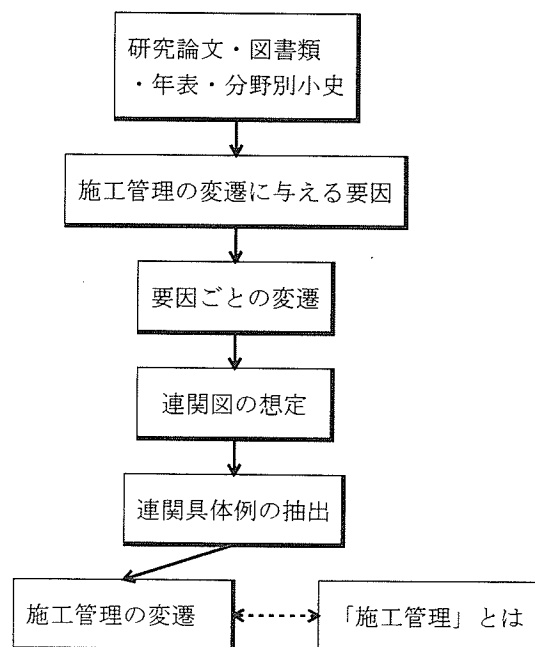 研究論文・図書類
・年表・分野別小史
施工管理の変遷に与える要因
要因ごとの変遷
連関図の想定
連関具体例の抽出
施工管理の変遷
「施工管理」とは